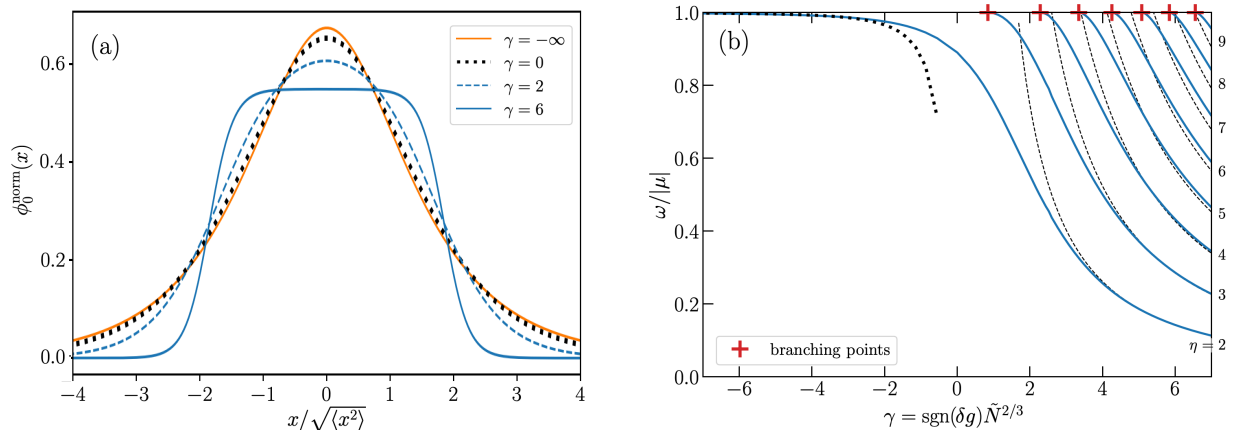 (a)
γ = −∞
γ = 0
γ = 2
γ = 6
0.6
0.4
0.2
0.0
ϕ₀ⁿᵒʳᵐ(x)
−4 −3 −2 −1 0 1 2 3 4
x/√⟨x²⟩
(b)
1.0
0.8
0.6
0.4
0.2
0.0
ω/|μ|
9
8
7
6
5
4
3
η = 2
branching points
−6 −4 −2 0 2 4 6
γ = sgn(δg)Ñ^{2/3}